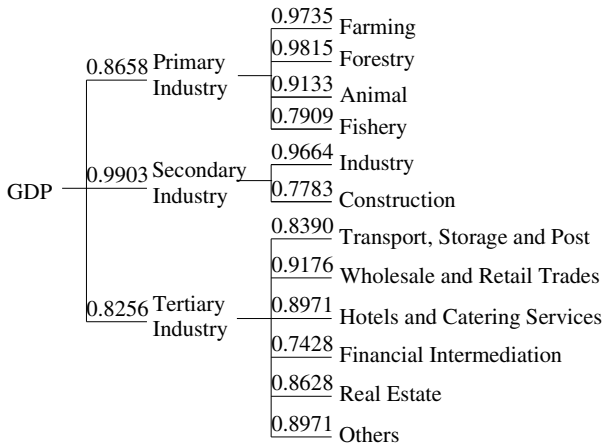 0.9735
Farming
0.9815
Forestry
0.8658
Primary
Industry
0.9133
Animal
0.7909
Fishery
GDP
0.9903
Secondary
Industry
0.9664
Industry
0.7783
Construction
0.8256
Tertiary
Industry
0.8390
Transport, Storage and Post
0.9176
Wholesale and Retail Trades
0.8971
Hotels and Catering Services
0.7428
Financial Intermediation
0.8628
Real Estate
0.8971
Others